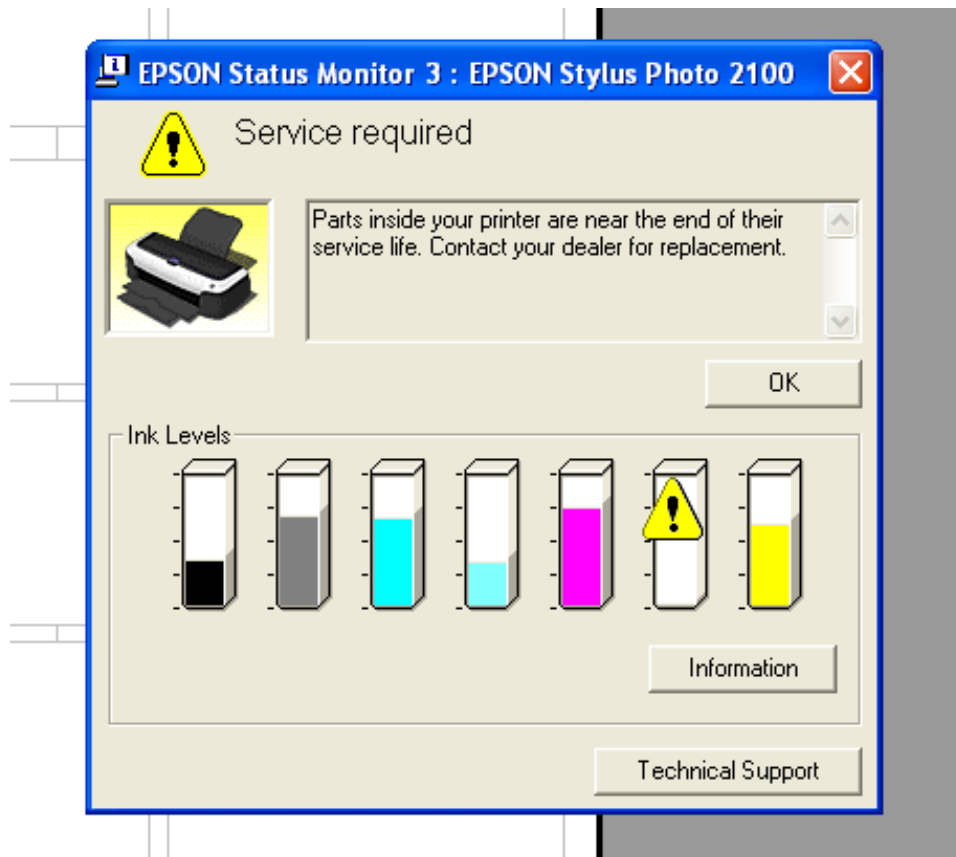 EPSON Status Monitor 3 : EPSON Stylus Photo 2100
Service required
Parts inside your printer are near the end of their
service life. Contact your dealer for replacement.
OK
Ink Levels
Information
Technical Support